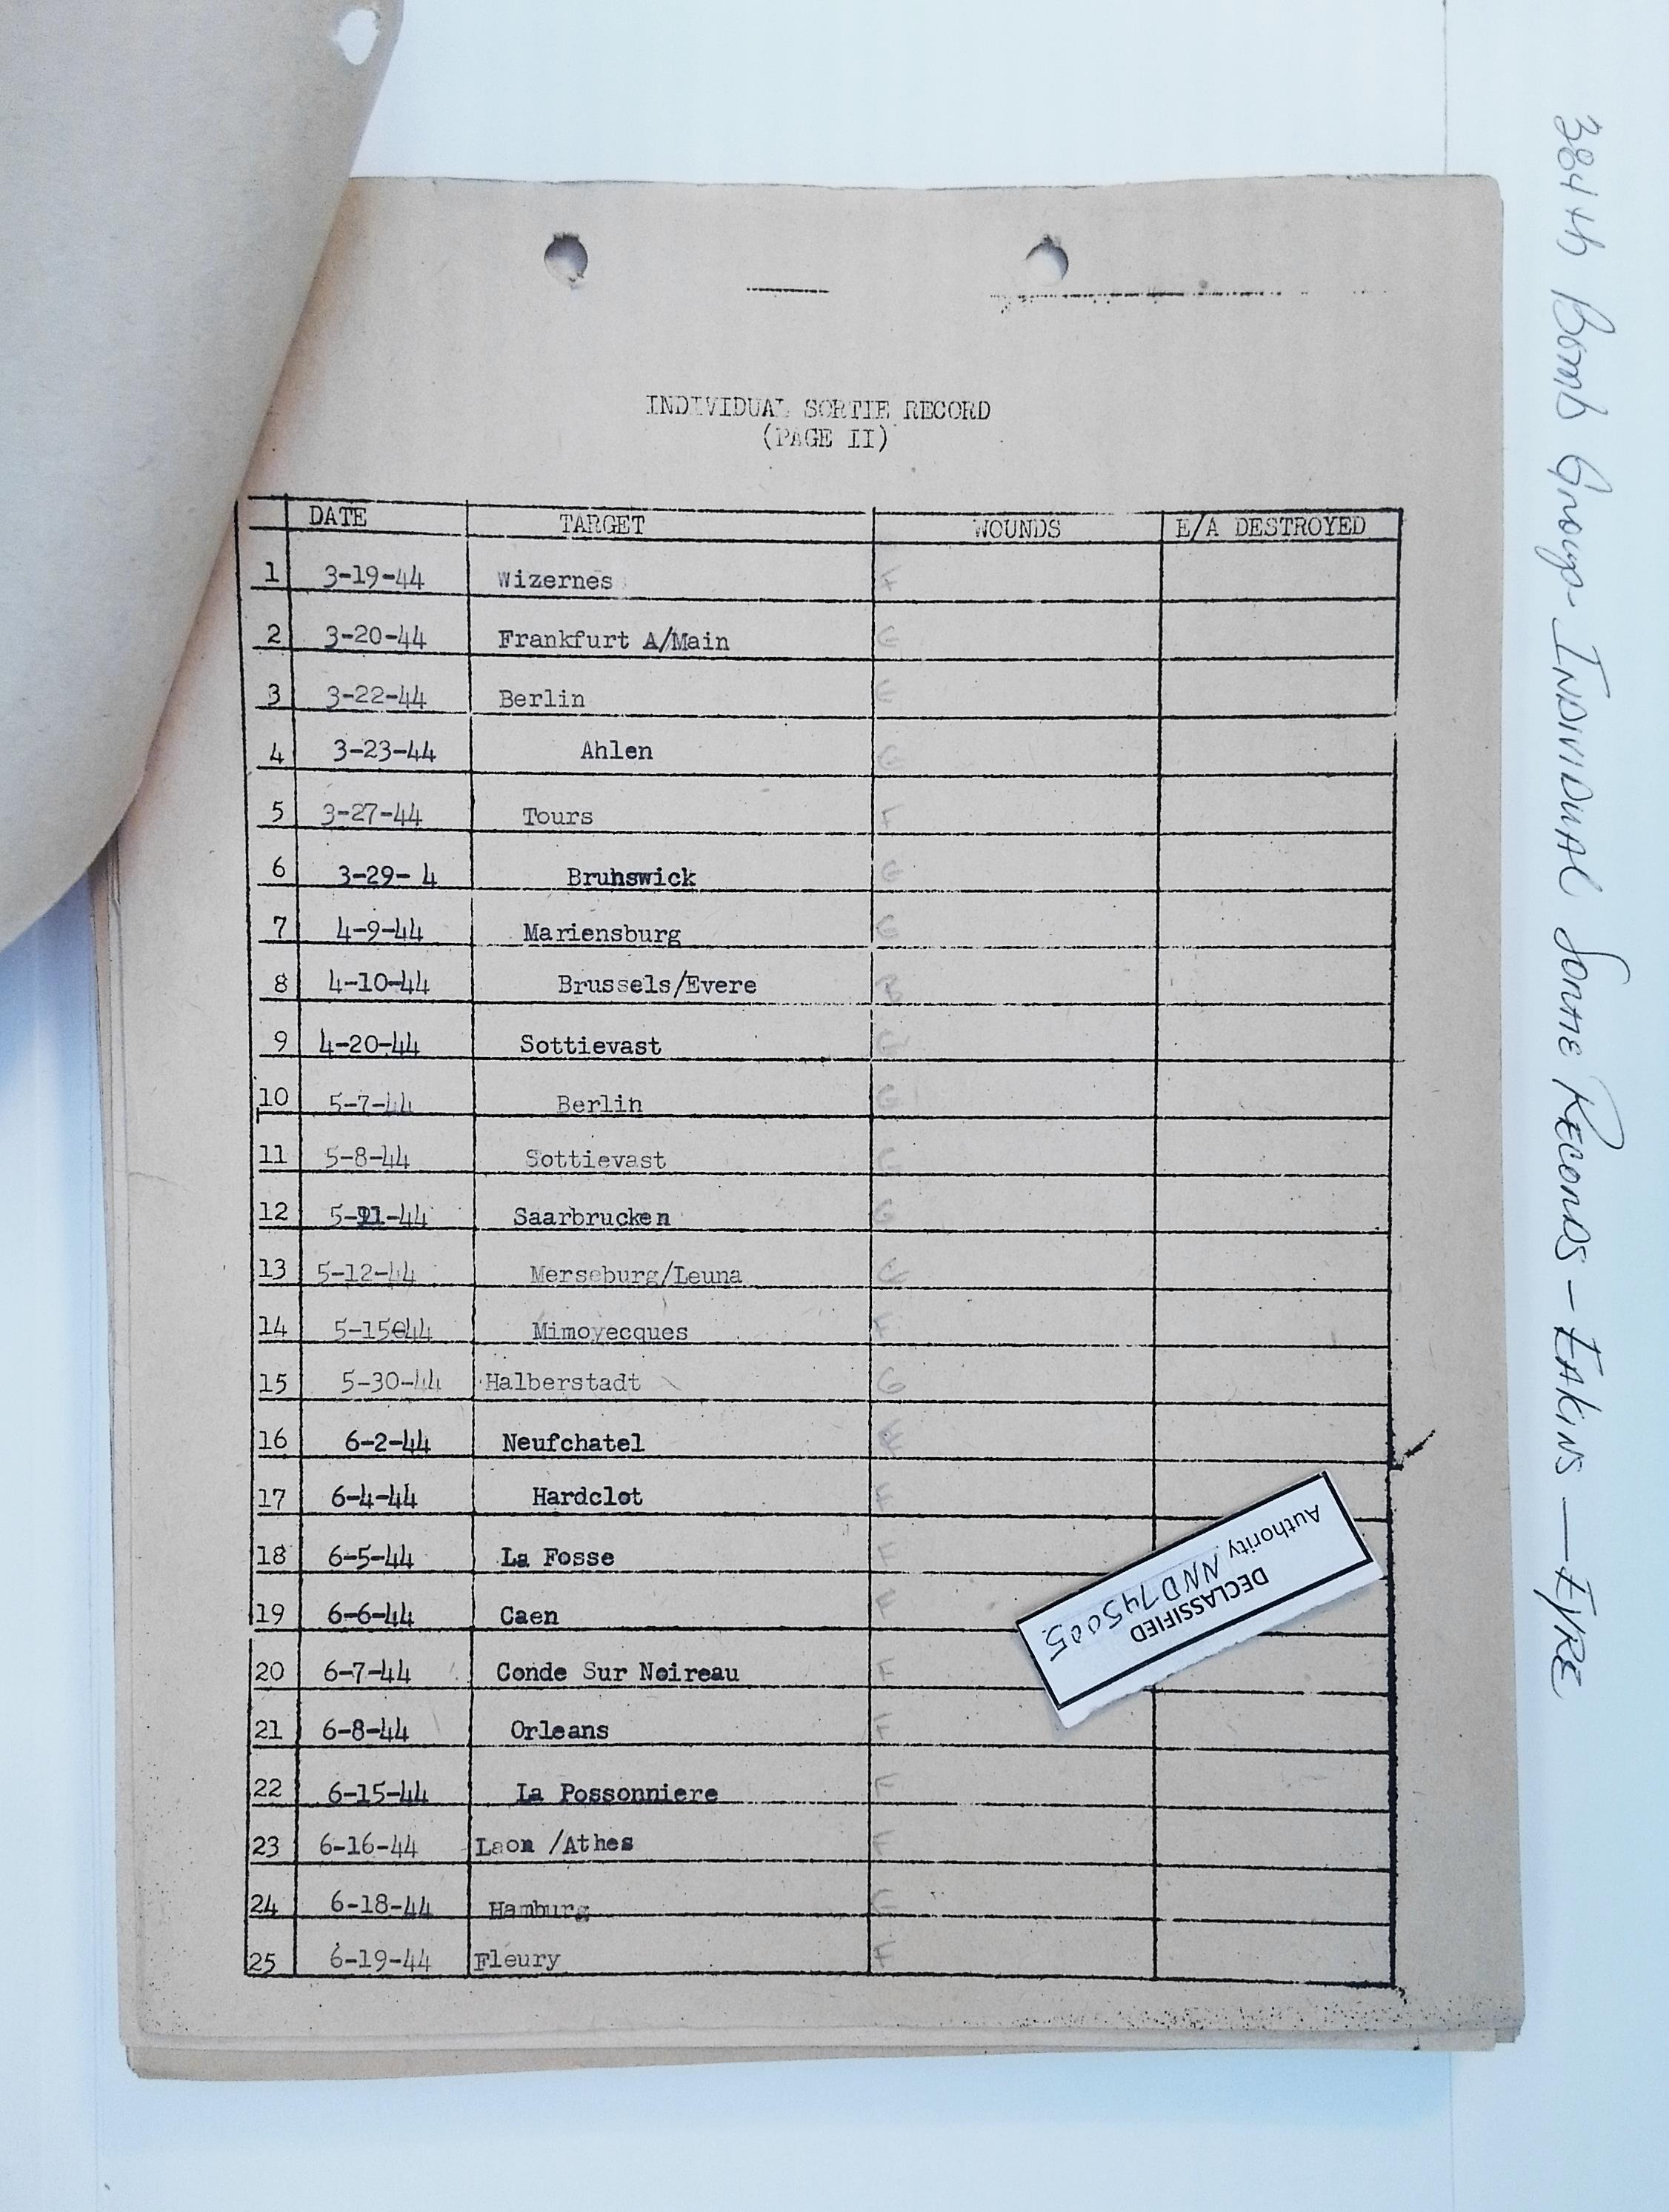 INDIVIDUAL SORTIE RECORD
(PAGE II)
DATE TARGET WOUNDS E/A DESTROYED
1 3-19-44 Wizernes F
2 3-20-44 Frankfurt A/Main G
3 3-22-44 Berlin G
4 3-23-44 Ahlen G
5 3-27-44 Tours F
6 3-29- 4 Bruhswick G
7 4-9-44 Mariensburg G
8 4-10-44 Brussels/Evere B
9 4-20-44 Sottievast
10 5-7-44 Berlin G
11 5-8-44 Sottievast G
12 5-11-44 Saarbrucken G
13 5-12-44 Merseburg/Leuna G
14 5-15e44 Mimoyecques F
15 5-30-44 Halberstadt G
16 6-2-44 Neufchatel F
17 6-4-44 Hardclot F
18 6-5-44 La Fosse F
19 6-6-44 Caen F
20 6-7-44 Conde Sur Noireau F
21 6-8-44 Orleans F
22 6-15-44 La Possonniere F
23 6-16-44 Laon /Athes F
24 6-18-44 Hamburg G
25 6-19-44 Fleury F
DECLASSIFIED
Authority NND745005
384th Bomb Group- Individual Sortie Records - Eakins — Eyre